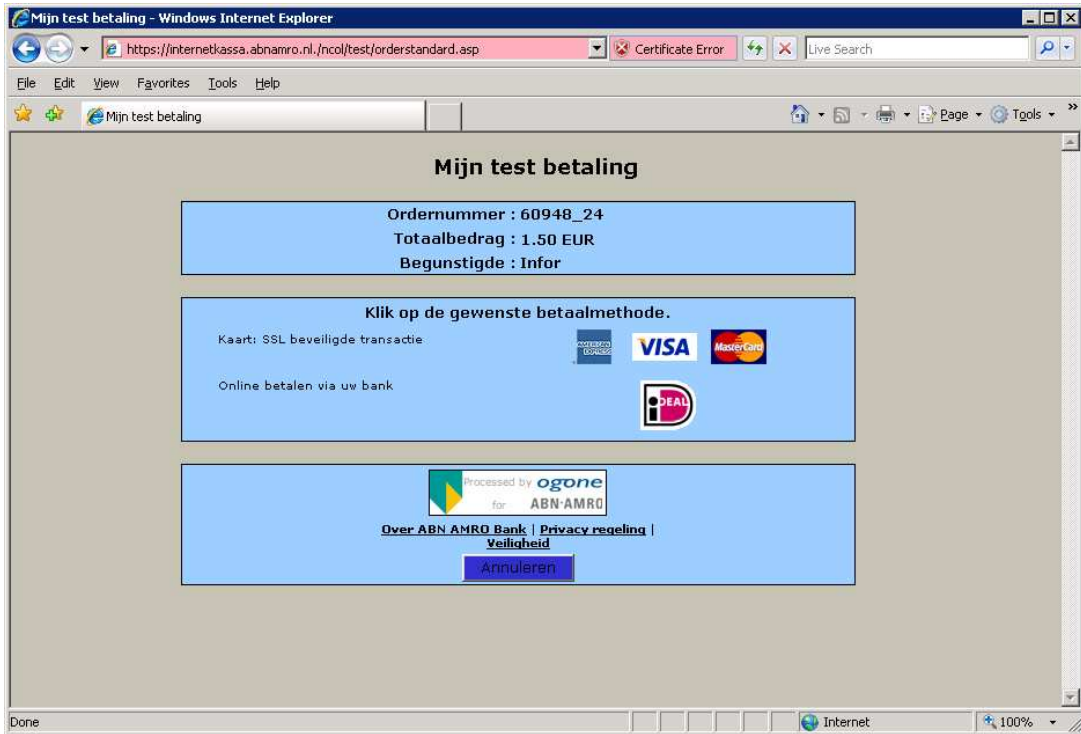 Mijn test betaling - Windows Internet Explorer
https://internetkassa.abnamro.nl./ncol/test/orderstandard.asp
Certificate Error
Live Search
File Edit View Favorites Tools Help
Mijn test betaling
Page Tools »
Mijn test betaling
Ordernummer : 60948_24
Totaalbedrag : 1.50 EUR
Begunstigde : Infor
Klik op de gewenste betaalmethode.
Kaart: SSL beveiligde transactie
AMERICAN EXPRESS
VISA
MasterCard
Online betalen via uw bank
iDEAL
Processed by ogone
for ABN·AMRO
Over ABN AMRO Bank | Privacy regeling |
Veiligheid
Annuleren
Done
Internet
100%